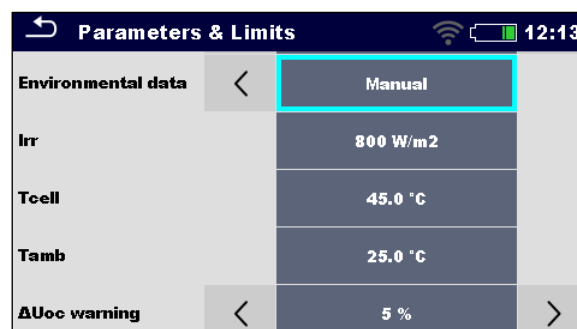 Parameters & Limits 12:13
Environmental data Manual
Irr 800 W/m2
Tcell 45.0 °C
Tamb 25.0 °C
ΔUoc warning 5 %